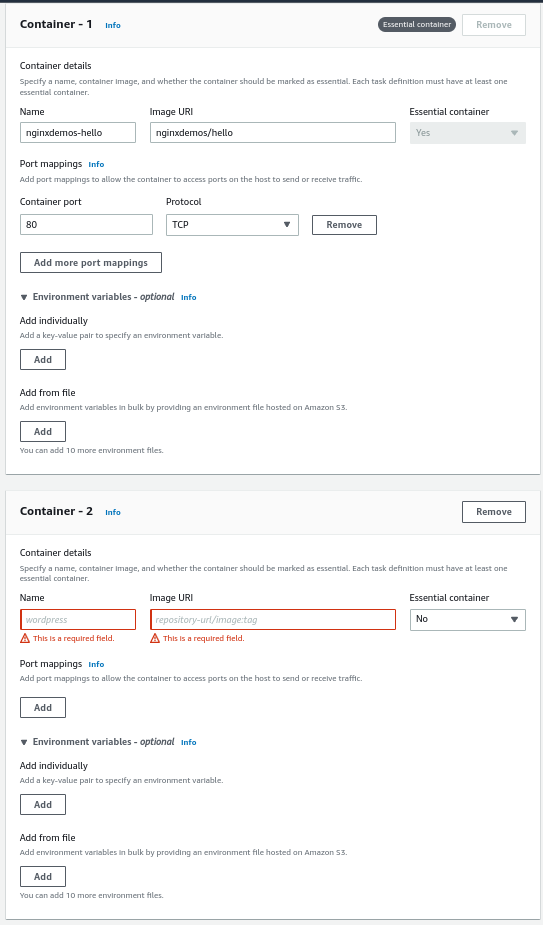 Container - 1 Info Essential container Remove
Container details
Specify a name, container image, and whether the container should be marked as essential. Each task definition must have at least one
essential container.
Name Image URI Essential container
nginxdemos-hello nginxdemos/hello Yes
Port mappings Info
Add port mappings to allow the container to access ports on the host to send or receive traffic.
Container port Protocol
80 TCP Remove
Add more port mappings
Environment variables - optional Info
Add individually
Add a key-value pair to specify an environment variable.
Add
Add from file
Add environment variables in bulk by providing an environment file hosted on Amazon S3.
Add
You can add 10 more environment files.
Container - 2 Info Remove
Container details
Specify a name, container image, and whether the container should be marked as essential. Each task definition must have at least one
essential container.
Name Image URI Essential container
wordpress repository-url/image:tag No
This is a required field. This is a required field.
Port mappings Info
Add port mappings to allow the container to access ports on the host to send or receive traffic.
Add
Environment variables - optional Info
Add individually
Add a key-value pair to specify an environment variable.
Add
Add from file
Add environment variables in bulk by providing an environment file hosted on Amazon S3.
Add
You can add 10 more environment files.